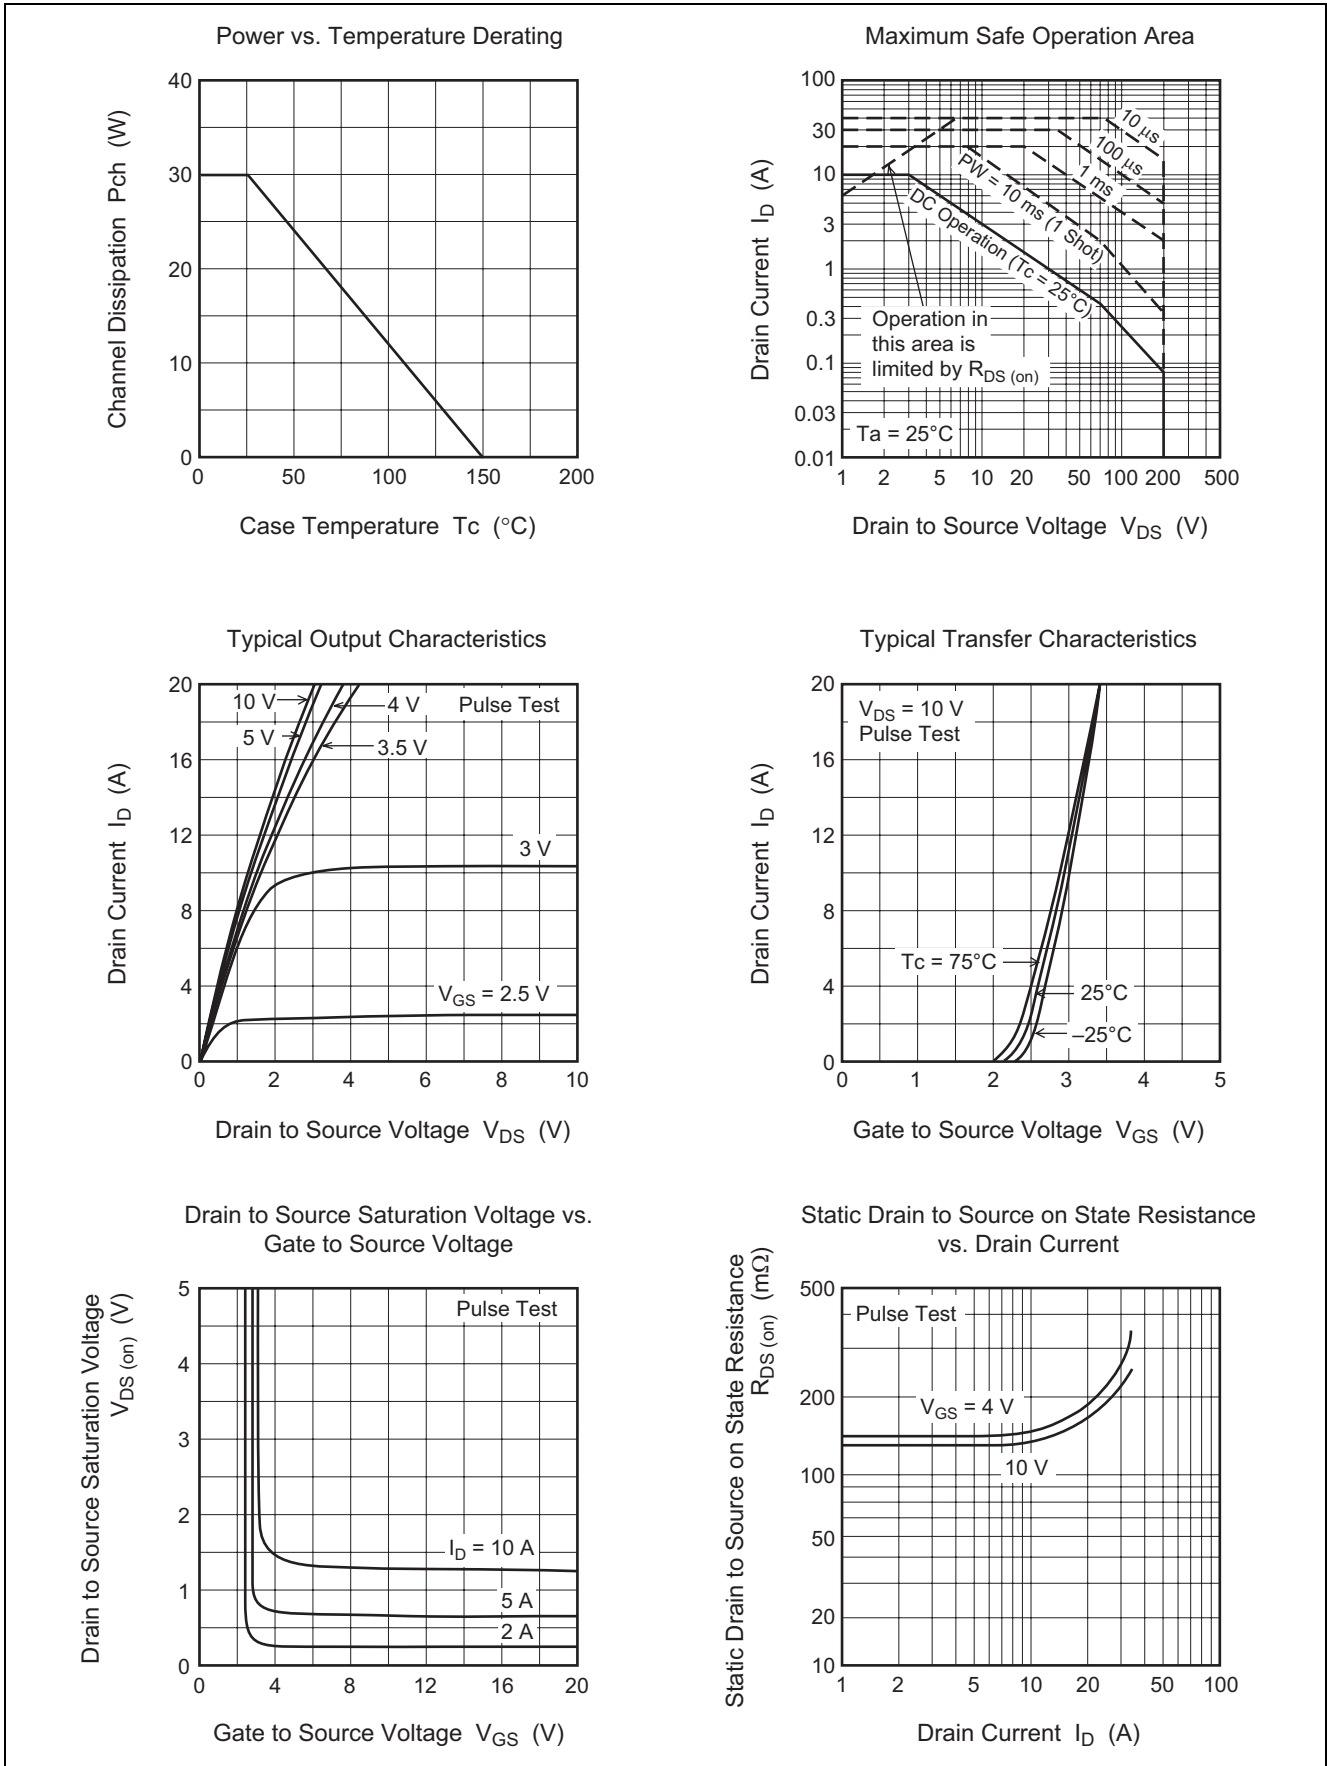 Power vs. Temperature Derating
40
30
20
10
0
0 50 100 150 200
Channel Dissipation Pch (W)
Case Temperature Tc (°C)
Maximum Safe Operation Area
100
30
10
3
1
0.3
0.1
0.03
0.01
1 2 5 10 20 50 100 200 500
Drain Current I_D (A)
Drain to Source Voltage V_DS (V)
10 µs
100 µs
1 ms
PW = 10 ms (1 Shot)
DC Operation (Tc = 25°C)
Operation in
this area is
limited by R_DS (on)
Ta = 25°C
Typical Output Characteristics
20
16
12
8
4
0
0 2 4 6 8 10
Drain Current I_D (A)
Drain to Source Voltage V_DS (V)
10 V
5 V
4 V
3.5 V
Pulse Test
3 V
V_GS = 2.5 V
Typical Transfer Characteristics
20
16
12
8
4
0
0 1 2 3 4 5
Drain Current I_D (A)
Gate to Source Voltage V_GS (V)
V_DS = 10 V
Pulse Test
Tc = 75°C
25°C
–25°C
Drain to Source Saturation Voltage vs.
Gate to Source Voltage
5
4
3
2
1
0
0 4 8 12 16 20
Drain to Source Saturation Voltage
V_DS (on) (V)
Gate to Source Voltage V_GS (V)
Pulse Test
I_D = 10 A
5 A
2 A
Static Drain to Source on State Resistance
vs. Drain Current
500
200
100
50
20
10
1 2 5 10 20 50 100
Static Drain to Source on State Resistance
R_DS (on) (mΩ)
Drain Current I_D (A)
Pulse Test
V_GS = 4 V
10 V